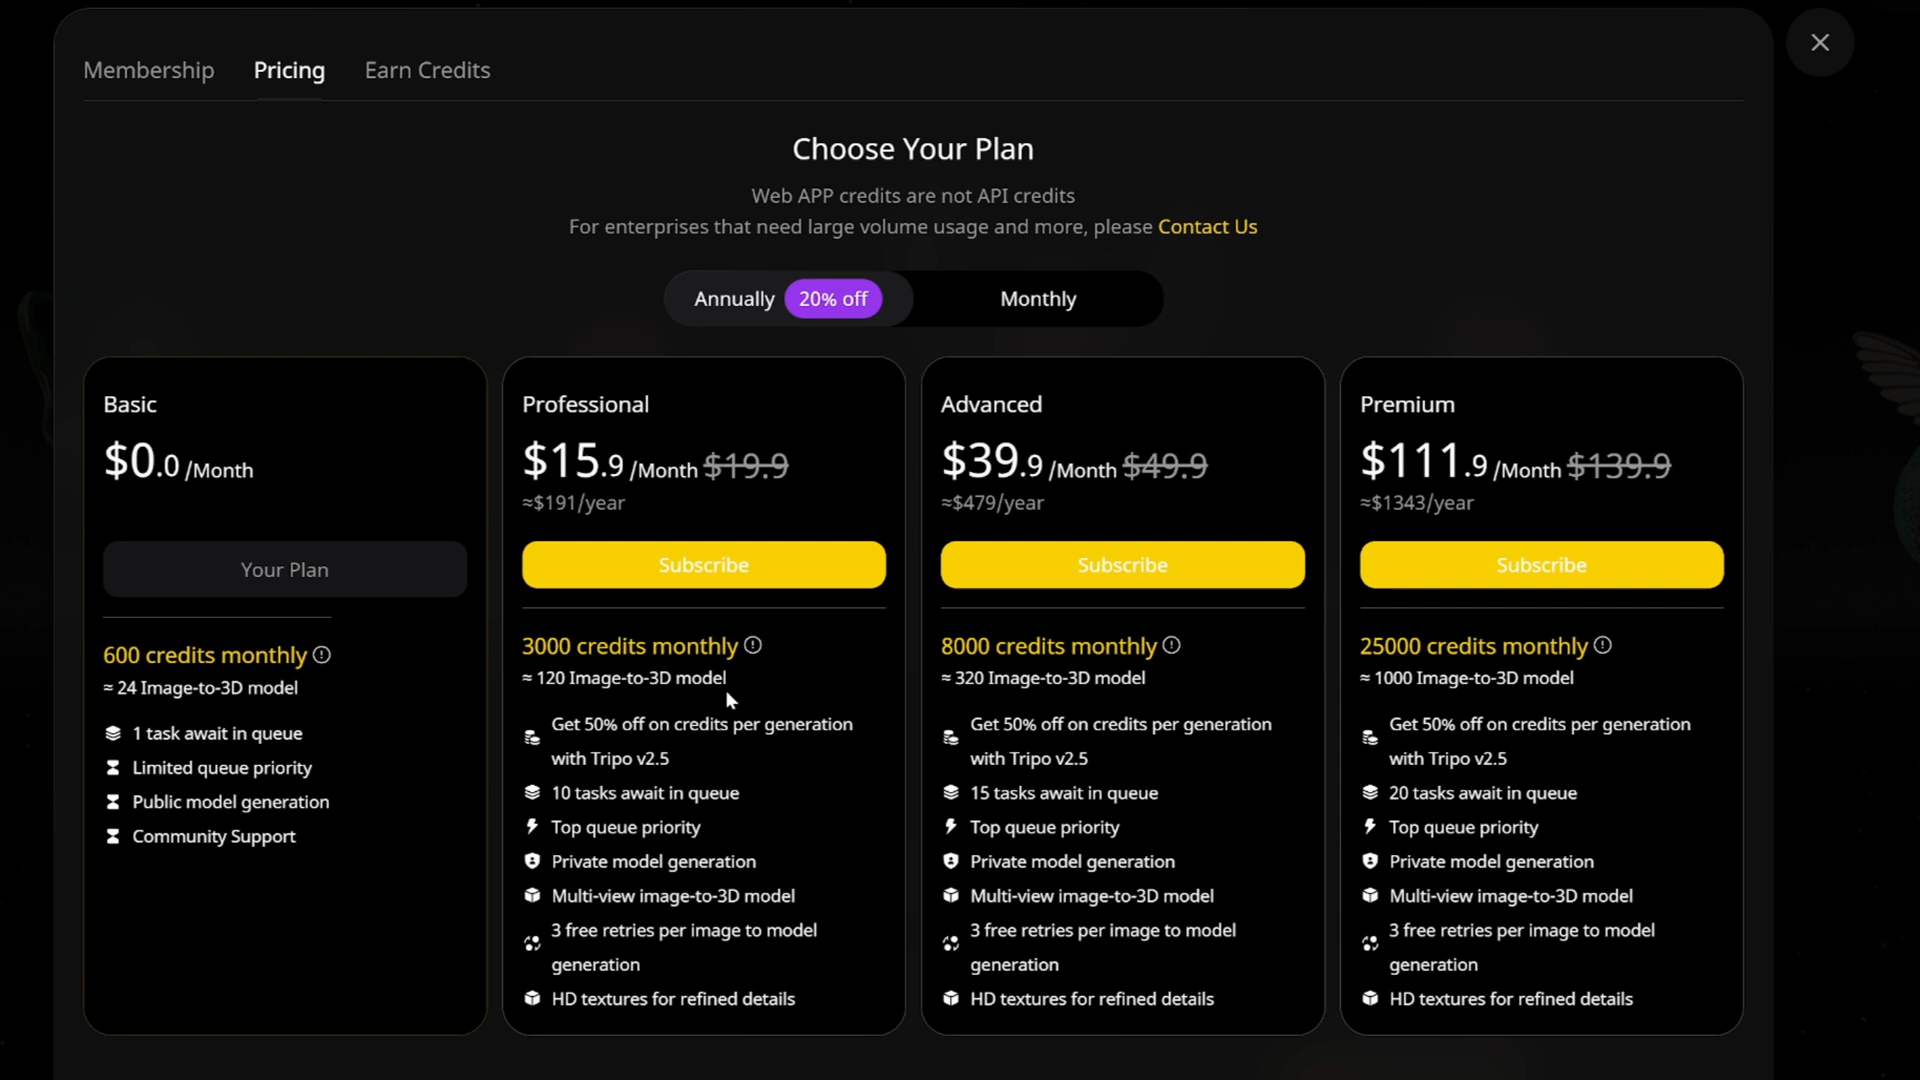 Membership Pricing Earn Credits
Choose Your Plan
Web APP credits are not API credits
For enterprises that need large volume usage and more, please Contact Us
Annually 20% off Monthly
Basic
$0.0 /Month
Your Plan
600 credits monthly
≈ 24 Image-to-3D model
1 task await in queue
Limited queue priority
Public model generation
Community Support
Professional
$15.9 /Month $19.9
≈$191/year
Subscribe
3000 credits monthly
≈ 120 Image-to-3D model
Get 50% off on credits per generation
with Tripo v2.5
10 tasks await in queue
Top queue priority
Private model generation
Multi-view image-to-3D model
3 free retries per image to model
generation
HD textures for refined details
Advanced
$39.9 /Month $49.9
≈$479/year
Subscribe
8000 credits monthly
≈ 320 Image-to-3D model
Get 50% off on credits per generation
with Tripo v2.5
15 tasks await in queue
Top queue priority
Private model generation
Multi-view image-to-3D model
3 free retries per image to model
generation
HD textures for refined details
Premium
$111.9 /Month $139.9
≈$1343/year
Subscribe
25000 credits monthly
≈ 1000 Image-to-3D model
Get 50% off on credits per generation
with Tripo v2.5
20 tasks await in queue
Top queue priority
Private model generation
Multi-view image-to-3D model
3 free retries per image to model
generation
HD textures for refined details